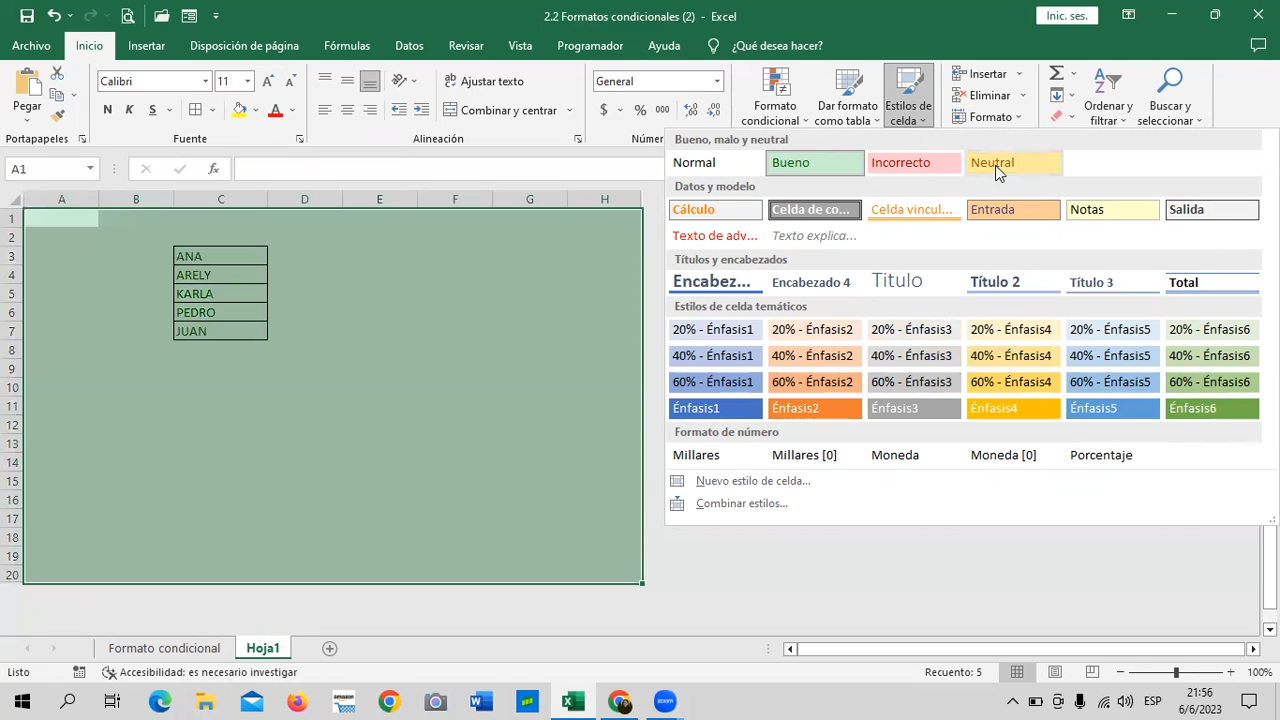 2.2 Formatos condicionales (2) - Excel
Inic. ses.
Archivo Inicio Insertar Disposición de página Fórmulas Datos Revisar Vista Programador Ayuda ¿Qué desea hacer?
Pegar
Calibri 11
N K S
Ajustar texto
Combinar y centrar
General
$ % 000
Formato condicional
Dar formato como tabla
Estilos de celda
Insertar
Eliminar
Formato
Ordenar y filtrar
Buscar y seleccionar
Portapapeles Fuente Alineación
A1 fx
Bueno, malo y neutral
Normal Bueno Incorrecto Neutral
Datos y modelo
Cálculo Celda de co... Celda vincul... Entrada Notas Salida
Texto de adv... Texto explica...
Títulos y encabezados
Encabez... Encabezado 4 Título Título 2 Título 3 Total
Estilos de celda temáticos
20% - Énfasis1 20% - Énfasis2 20% - Énfasis3 20% - Énfasis4 20% - Énfasis5 20% - Énfasis6
40% - Énfasis1 40% - Énfasis2 40% - Énfasis3 40% - Énfasis4 40% - Énfasis5 40% - Énfasis6
60% - Énfasis1 60% - Énfasis2 60% - Énfasis3 60% - Énfasis4 60% - Énfasis5 60% - Énfasis6
Énfasis1 Énfasis2 Énfasis3 Énfasis4 Énfasis5 Énfasis6
Formato de número
Millares Millares [0] Moneda Moneda [0] Porcentaje
Nuevo estilo de celda...
Combinar estilos...
A B C D E F G H
1
2
3 ANA
4 ARELY
5 KARLA
6 PEDRO
7 JUAN
8
9
10
11
12
13
14
15
16
17
18
19
20
Formato condicional Hoja1
Listo Accesibilidad: es necesario investigar Recuento: 5 100%
amazon
zoom
ESP
21:56
6/6/2023